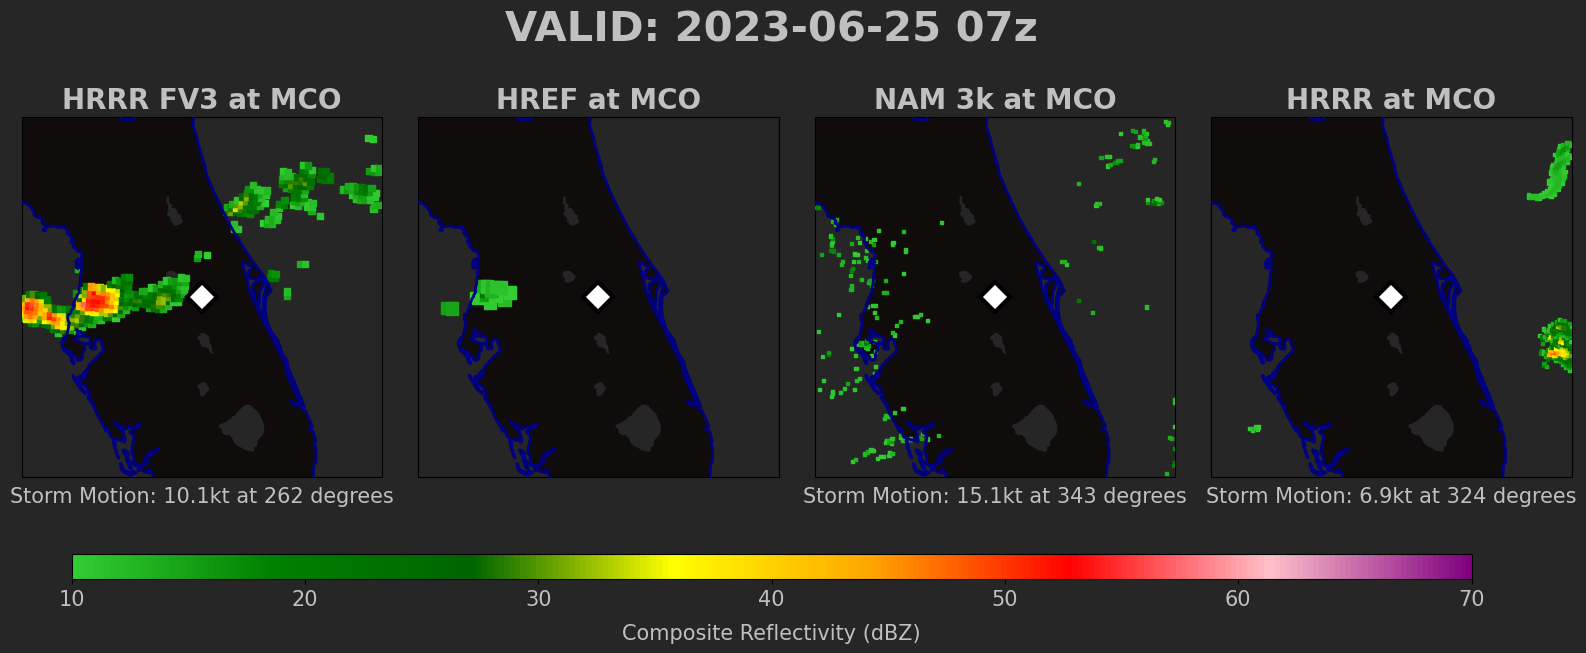 VALID: 2023-06-25 07z
HRRR FV3 at MCO
HREF at MCO
NAM 3k at MCO
HRRR at MCO
Storm Motion: 10.1kt at 262 degrees
Storm Motion: 15.1kt at 343 degrees
Storm Motion: 6.9kt at 324 degrees
10 20 30 40 50 60 70
Composite Reflectivity (dBZ)